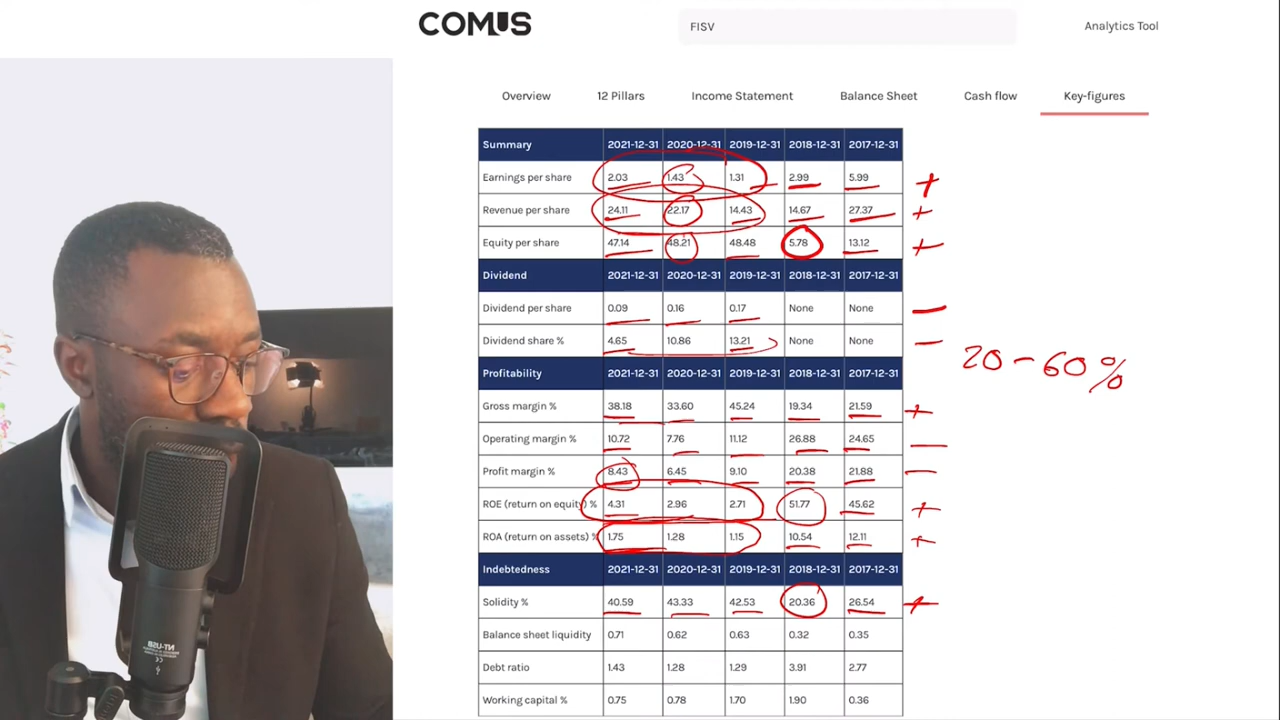 COMUS
FISV
Analytics Tool
Overview 12 Pillars Income Statement Balance Sheet Cash flow Key-figures
Summary 2021-12-31 2020-12-31 2019-12-31 2018-12-31 2017-12-31
Earnings per share 2.03 1.43 1.31 2.99 5.99 +
Revenue per share 24.11 22.17 14.43 14.67 27.37 +
Equity per share 47.14 48.21 48.48 5.78 13.12 +
Dividend 2021-12-31 2020-12-31 2019-12-31 2018-12-31 2017-12-31
Dividend per share 0.09 0.16 0.17 None None —
Dividend share % 4.65 10.86 13.21 None None —
20 - 60 %
Profitability 2021-12-31 2020-12-31 2019-12-31 2018-12-31 2017-12-31
Gross margin % 38.18 33.60 45.24 19.34 21.59 +
Operating margin % 10.72 7.76 11.12 26.88 24.65 —
Profit margin % 8.43 6.45 9.10 20.38 21.88 —
ROE (return on equity) % 4.31 2.96 2.71 51.77 45.62 +
ROA (return on assets) % 1.75 1.28 1.15 10.54 12.11 +
Indebtedness 2021-12-31 2020-12-31 2019-12-31 2018-12-31 2017-12-31
Solidity % 40.59 43.33 42.53 20.36 26.54 +
Balance sheet liquidity 0.71 0.62 0.63 0.32 0.35
Debt ratio 1.43 1.28 1.29 3.91 2.77
Working capital % 0.75 0.78 1.70 1.90 0.36
NT-USB